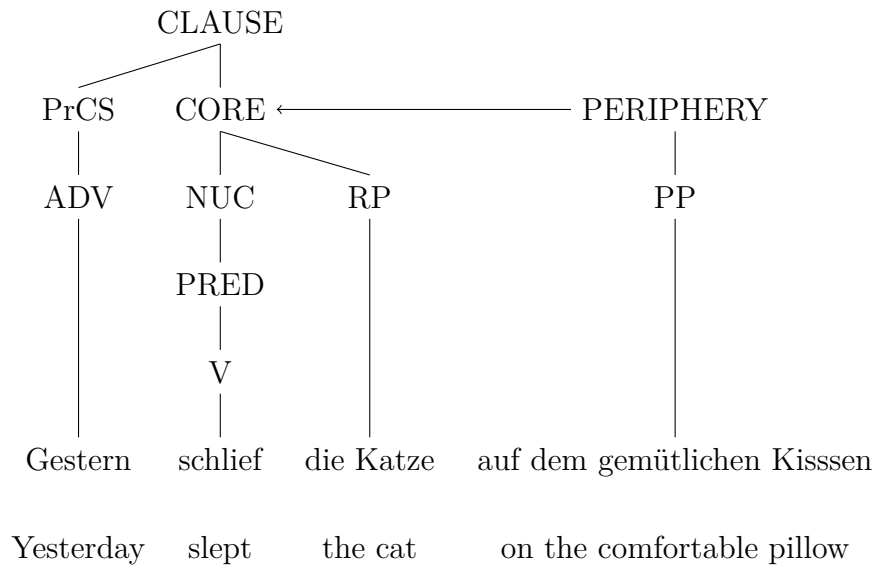 CLAUSE
PrCS CORE PERIPHERY
ADV NUC RP PP
PRED
V
Gestern schlief die Katze auf dem gemütlichen Kisssen
Yesterday slept the cat on the comfortable pillow